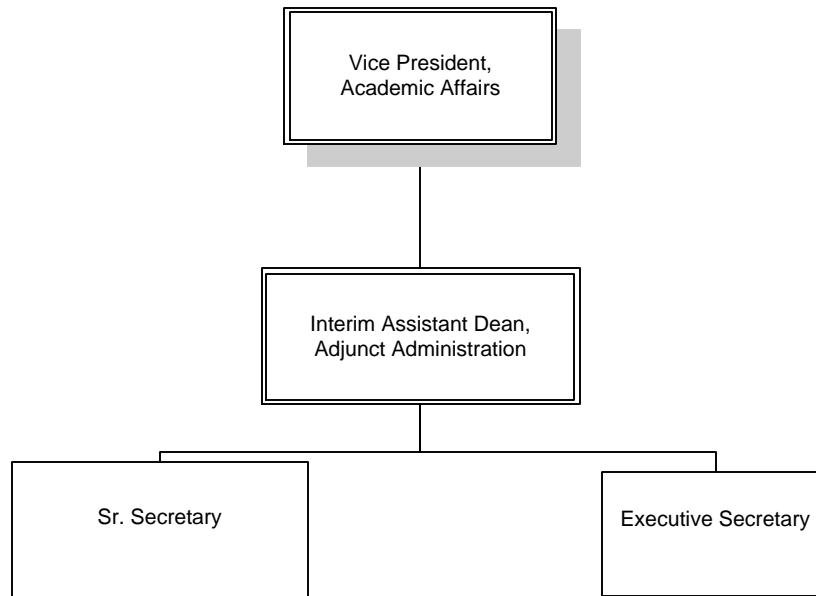 Vice President,
Academic Affairs
Interim Assistant Dean,
Adjunct Administration
Sr. Secretary
Executive Secretary